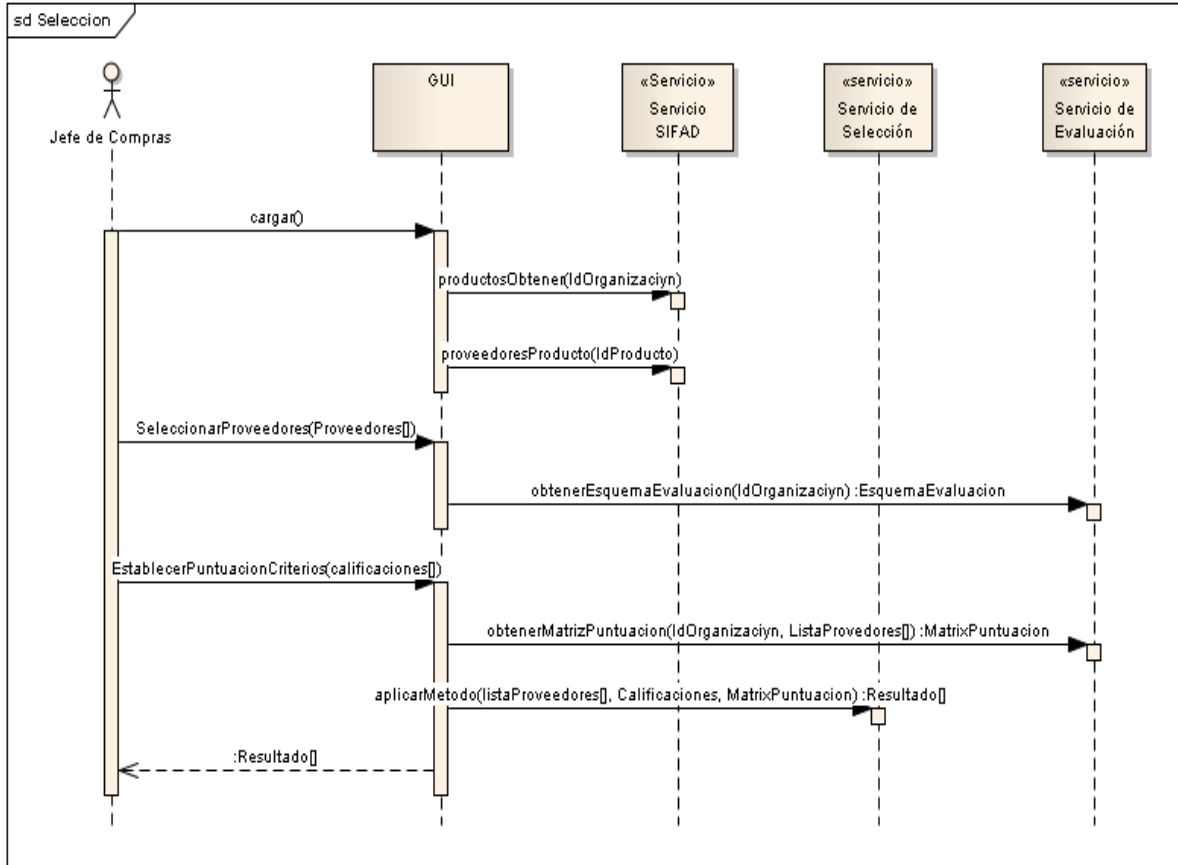 sd Seleccion
Jefe de Compras
GUI
«Servicio»
Servicio
SIFAD
«servicio»
Servicio de
Selección
«servicio»
Servicio de
Evaluación
cargar()
productosObtener(IdOrganizaciyn)
proveedoresProducto(IdProducto)
SeleccionarProveedores(Proveedores[])
obtenerEsquemaEvaluacion(IdOrganizaciyn) :EsquemaEvaluacion
EstablecerPuntuacionCriterios(calificaciones[])
obtenerMatrizPuntuacion(IdOrganizaciyn, ListaProvedores[]) :MatrixPuntuacion
aplicarMetodo(listaProveedores[], Calificaciones, MatrixPuntuacion) :Resultado[]
:Resultado[]